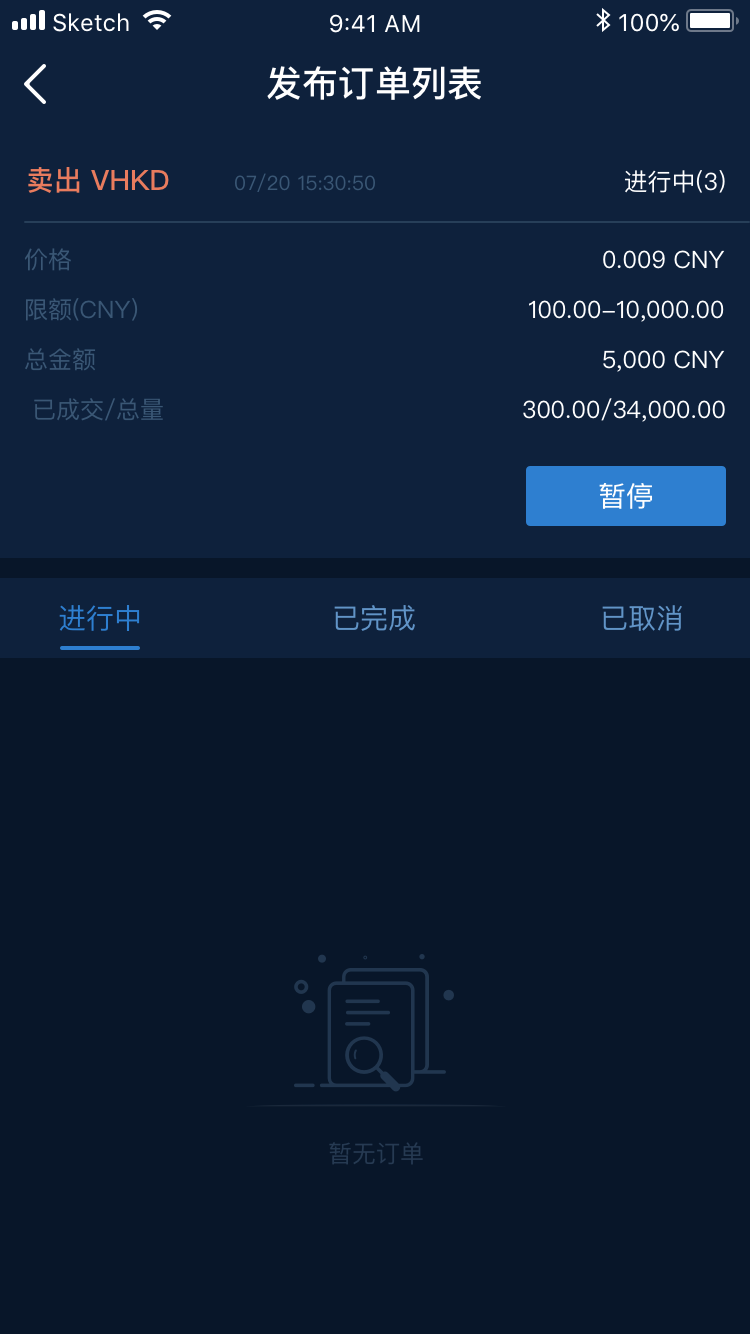 Sketch 9:41 AM 100%
发布订单列表
卖出 VHKD 07/20 15:30:50 进行中(3)
价格 0.009 CNY
限额(CNY) 100.00–10,000.00
总金额 5,000 CNY
已成交/总量 300.00/34,000.00
暂停
进行中 已完成 已取消
暂无订单